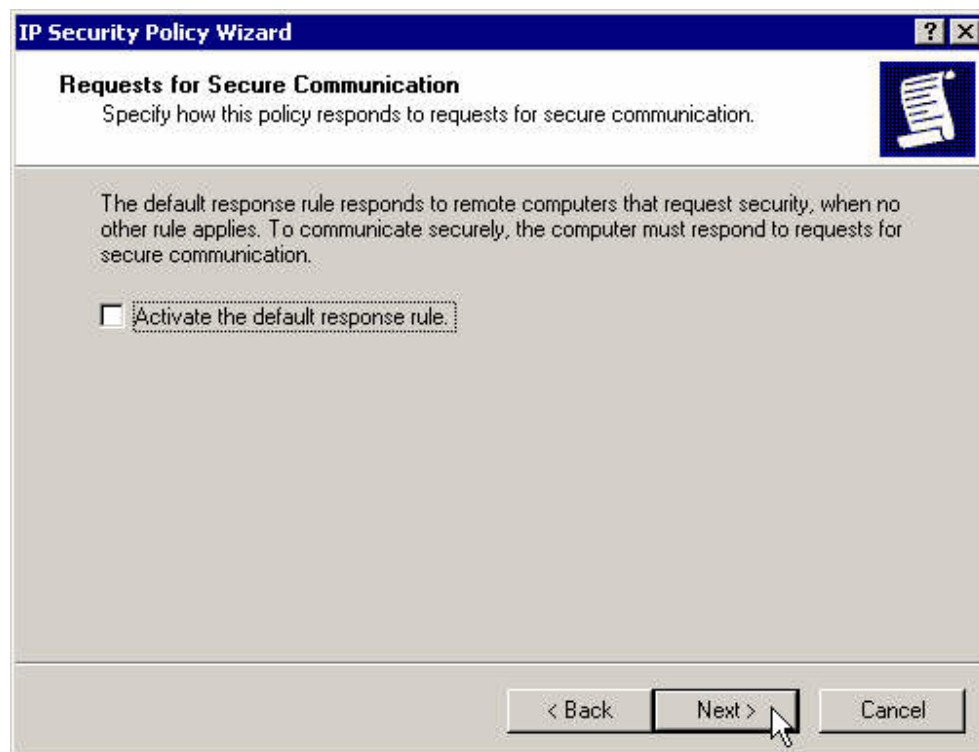 IP Security Policy Wizard
Requests for Secure Communication
Specify how this policy responds to requests for secure communication.
The default response rule responds to remote computers that request security, when no
other rule applies. To communicate securely, the computer must respond to requests for
secure communication.
Activate the default response rule.
< Back Next > Cancel